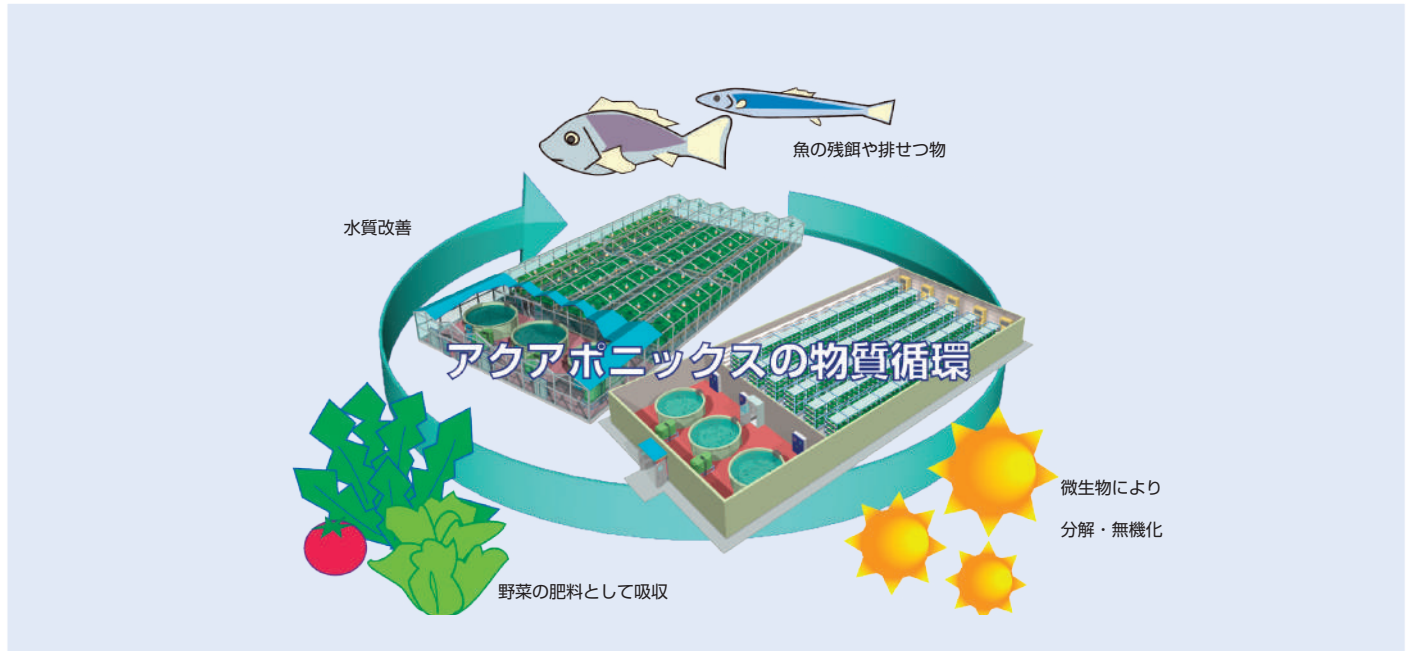 魚の残餌や排せつ物
水質改善
アクアポニックスの物質循環
微生物により
分解・無機化
野菜の肥料として吸収